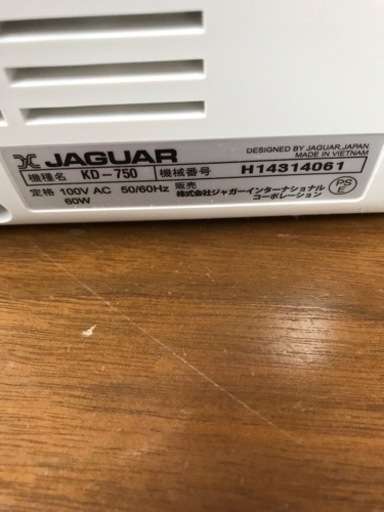 JAGUAR
DESIGNED BY JAGUAR,JAPAN
MADE IN VIETNAM
機種名 KD-750 機械番号 H14314061
定格 100V AC 50/60Hz 販売 株式会社ジャガーインターナショナル
60W コーポレーション
PS
E